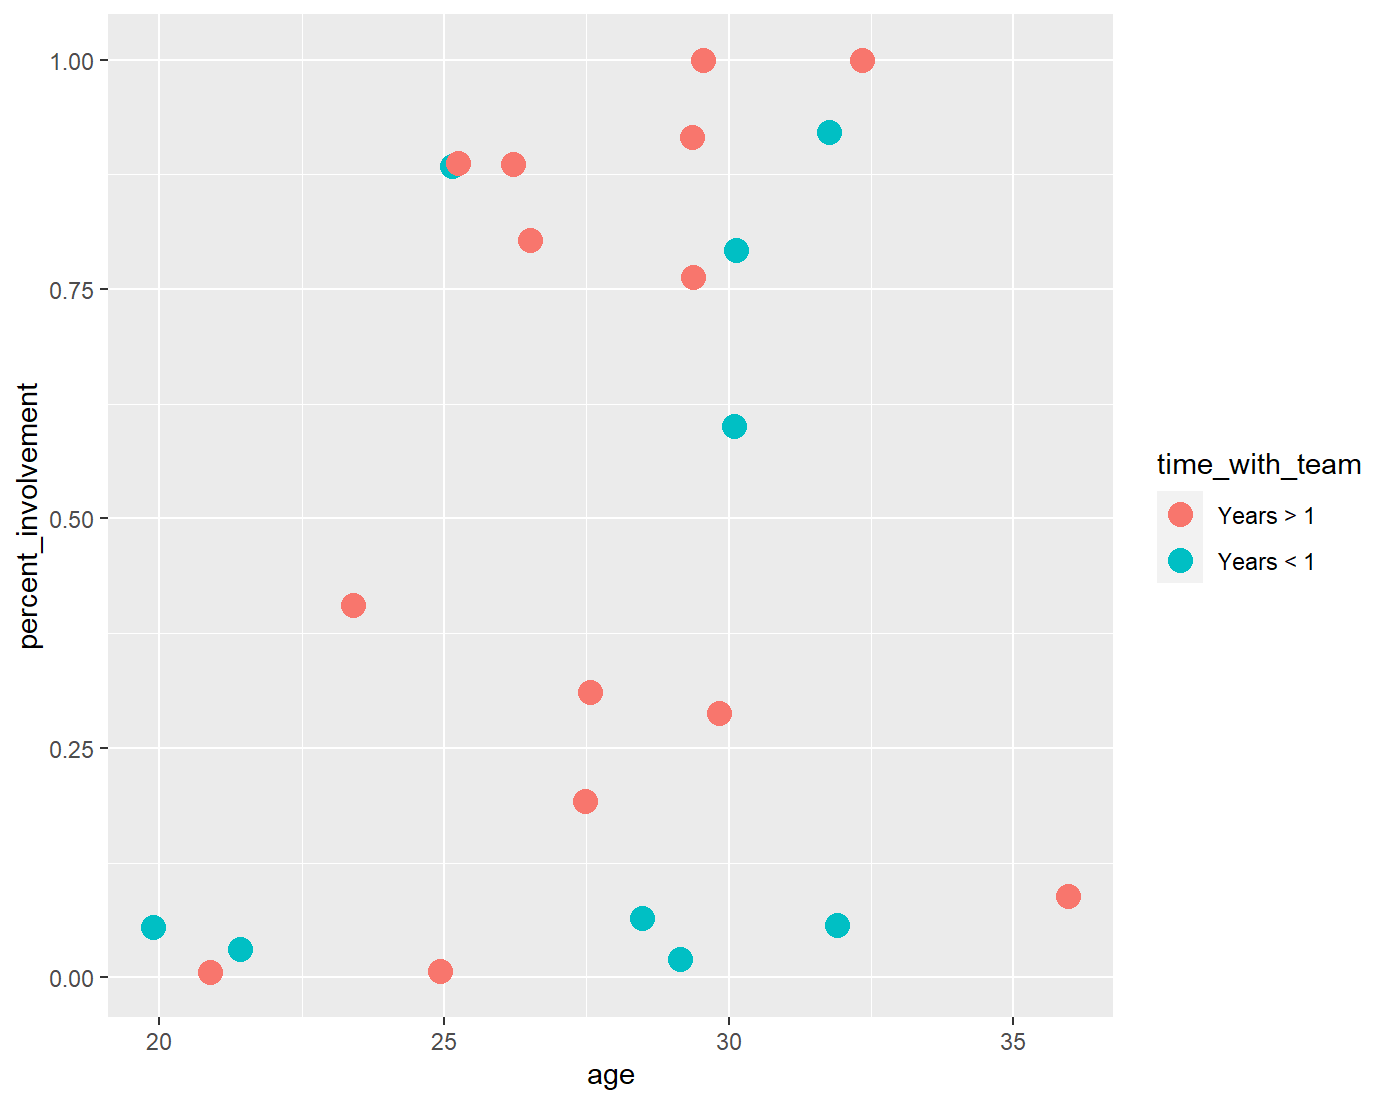 1.00
0.75
0.50
0.25
0.00
percent_involvement
20
25
30
35
age
time_with_team
Years > 1
Years < 1